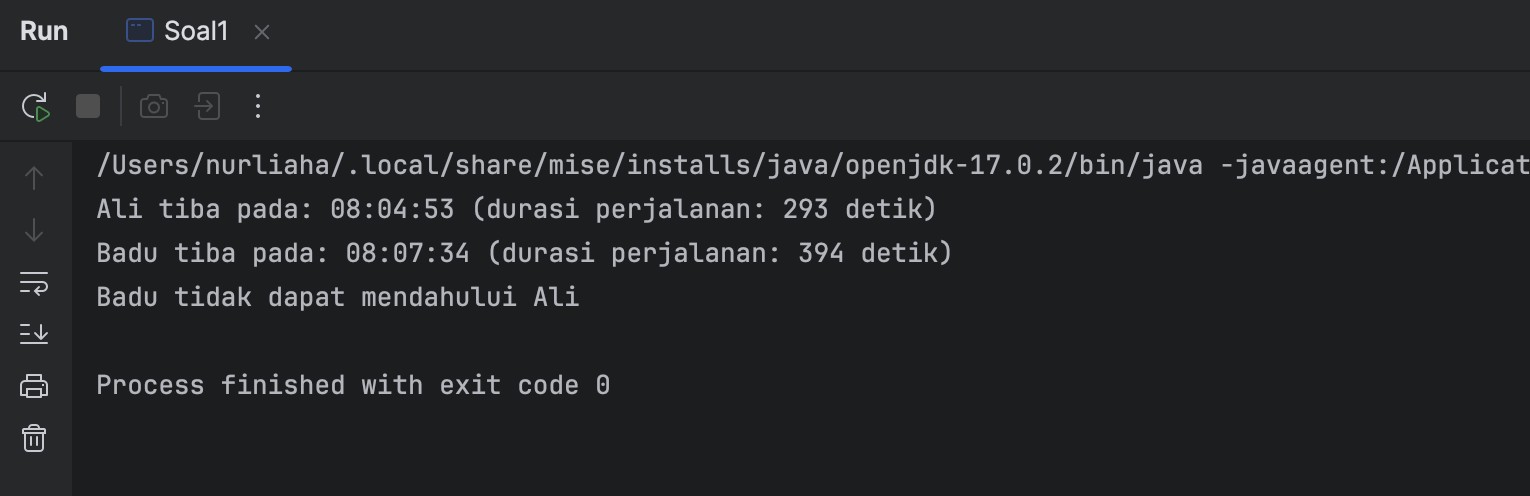 Run
Soal1
/Users/nurliaha/.local/share/mise/installs/java/openjdk-17.0.2/bin/java -javaagent:/Applicat
Ali tiba pada: 08:04:53 (durasi perjalanan: 293 detik)
Badu tiba pada: 08:07:34 (durasi perjalanan: 394 detik)
Badu tidak dapat mendahului Ali
Process finished with exit code 0